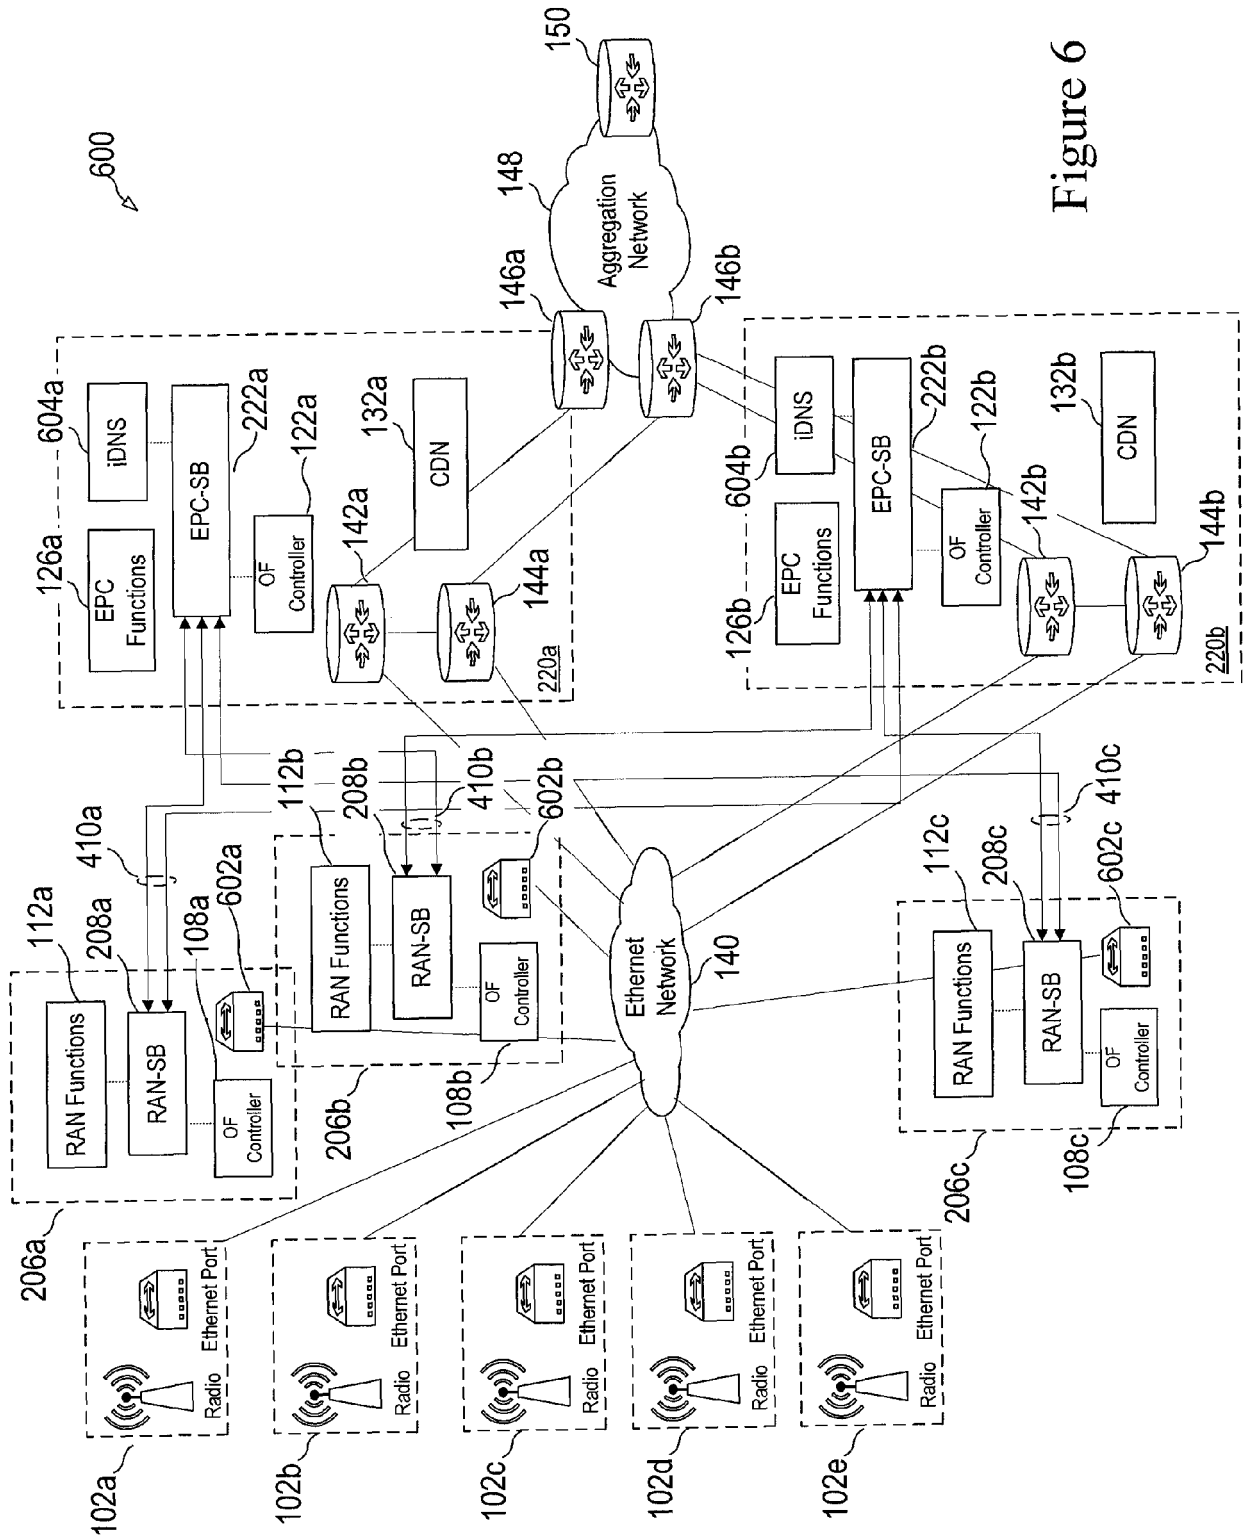 600
102a
Radio
Ethernet Port
102b
Radio
Ethernet Port
102c
Radio
Ethernet Port
102d
Radio
Ethernet Port
102e
Radio
Ethernet Port
206a
112a
RAN Functions
208a
RAN-SB
108a
OF
Controller
602a
410a
206b
112b
RAN Functions
208b
RAN-SB
108b
OF
Controller
602b
410b
206c
112c
RAN Functions
208c
RAN-SB
108c
OF
Controller
602c
410c
Ethernet
Network
140
126a
EPC
Functions
604a
iDNS
222a
EPC-SB
122a
OF
Controller
142a
144a
132a
CDN
220a
126b
EPC
Functions
604b
iDNS
222b
EPC-SB
122b
OF
Controller
142b
144b
132b
CDN
220b
146a
146b
148
Aggregation
Network
150
Figure 6